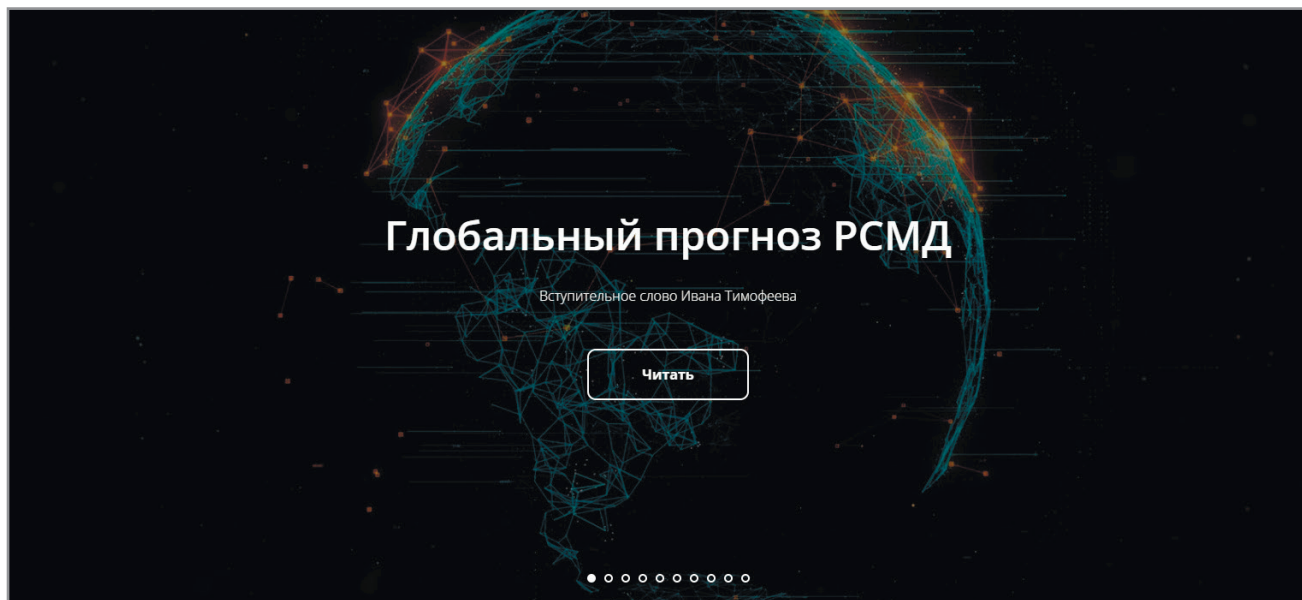 Глобальный прогноз РСМД
Вступительное слово Ивана Тимофеева
Читать